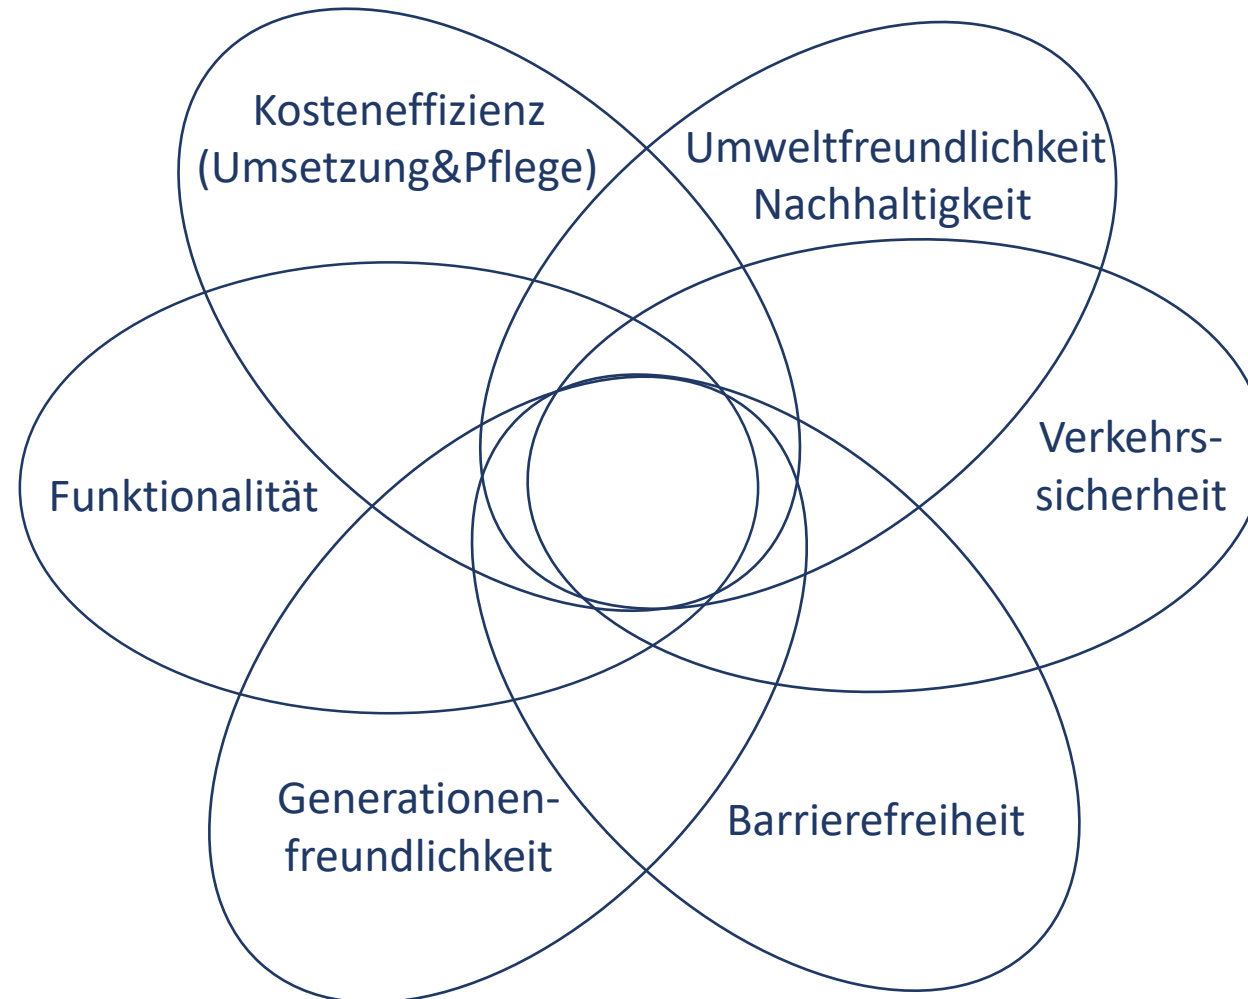 Kosteneffizienz
(Umsetzung&Pflege)
Umweltfreundlichkeit
Nachhaltigkeit
Funktionalität
Verkehrs-
sicherheit
Generationen-
freundlichkeit
Barrierefreiheit